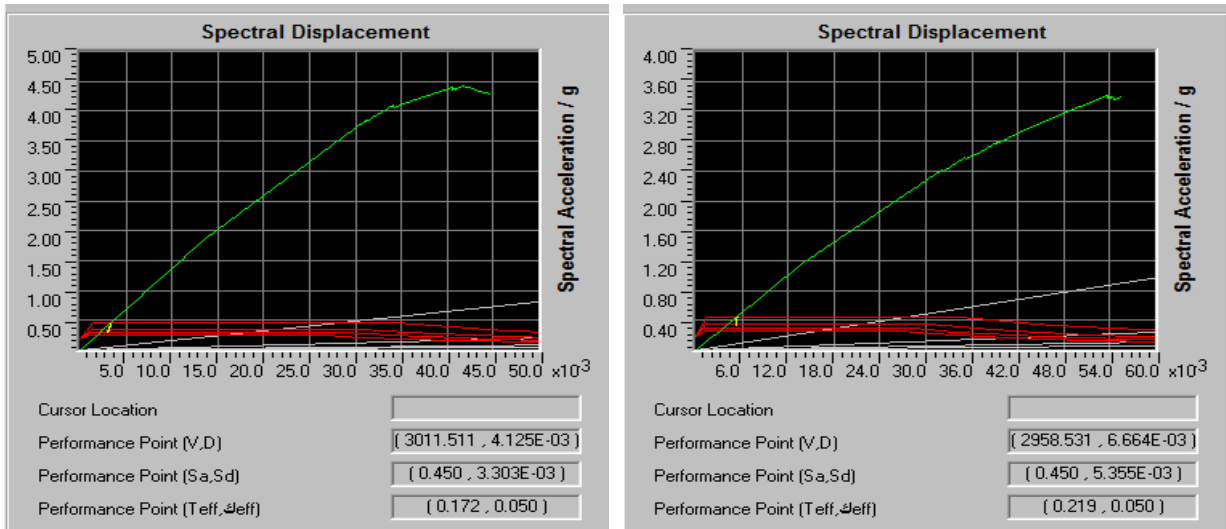 Spectral Displacement
5.00
4.50
4.00
3.50
3.00
2.50
2.00
1.50
1.00
0.50
Spectral Acceleration / g
5.0 10.0 15.0 20.0 25.0 30.0 35.0 40.0 45.0 50.0 x10-3
Cursor Location
Performance Point (V,D) ( 3011.511 , 4.125E-03 )
Performance Point (Sa,Sd) ( 0.450 , 3.303E-03 )
Performance Point (Teff,كeff) ( 0.172 , 0.050 )
Spectral Displacement
4.00
3.60
3.20
2.80
2.40
2.00
1.60
1.20
0.80
0.40
Spectral Acceleration / g
6.0 12.0 18.0 24.0 30.0 36.0 42.0 48.0 54.0 60.0 x10-3
Cursor Location
Performance Point (V,D) ( 2958.531 , 6.664E-03 )
Performance Point (Sa,Sd) ( 0.450 , 5.355E-03 )
Performance Point (Teff,كeff) ( 0.219 , 0.050 )